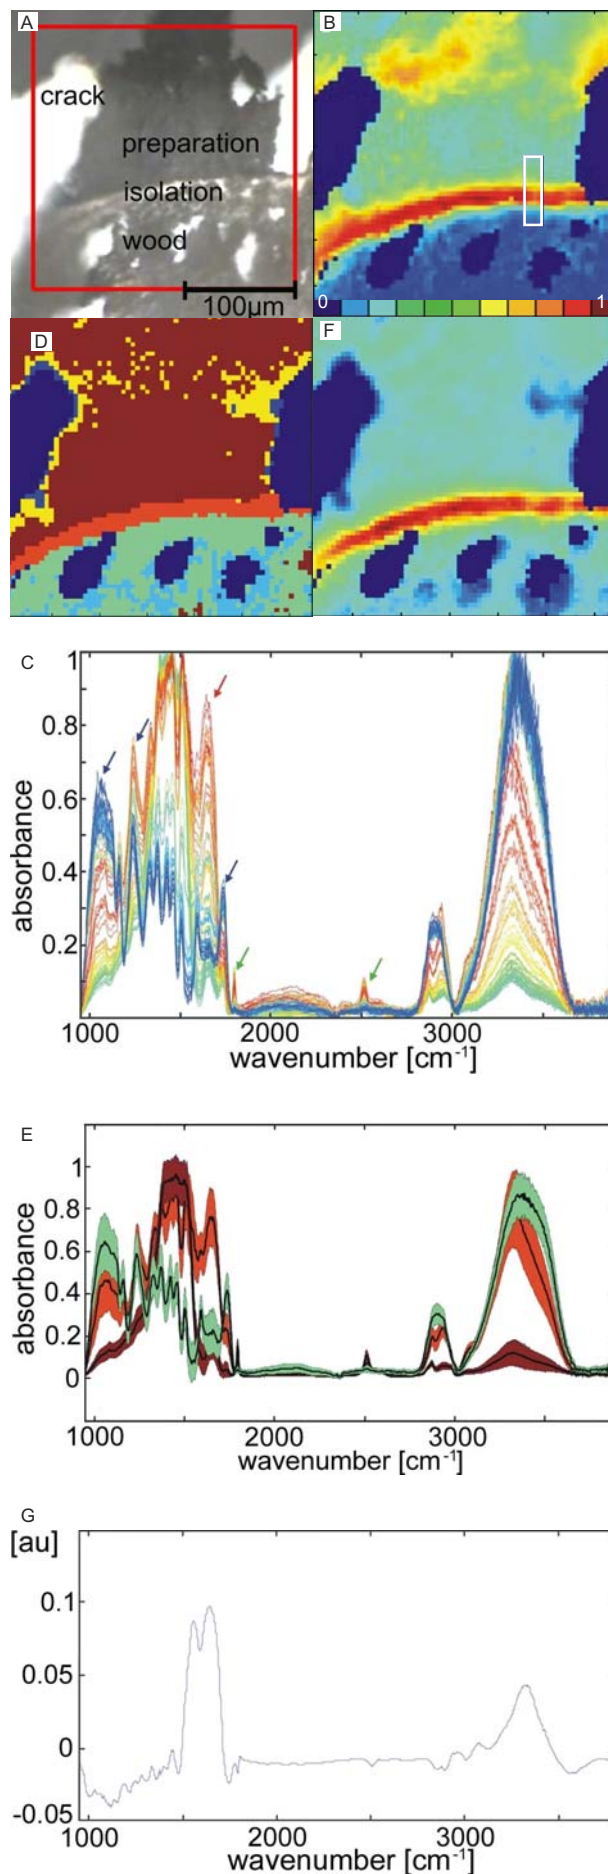 A
crack
preparation
isolation
wood
100µm
B
0 1
D
F
C
1
0.8
0.6
0.4
0.2
absorbance
1000 2000 3000
wavenumber [cm⁻¹]
E
1
0.8
0.6
0.4
0.2
0
absorbance
1000 2000 3000
wavenumber [cm⁻¹]
G
[au]
0.1
0.05
0
-0.05
1000 2000 3000
wavenumber [cm⁻¹]